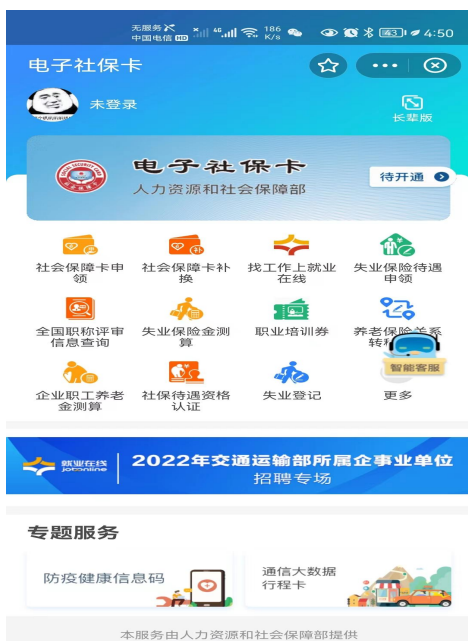 无服务
中国电信 HD 46 186 K/s 43 4:50
电子社保卡
未登录
长辈版
电子社保卡
人力资源和社会保障部
待开通
社会保障卡申领
社会保障卡补换
找工作上就业在线
失业保险待遇申领
全国职称评审信息查询
失业保险金测算
职业培训券
养老保险关系转移
智能客服
企业职工养老金测算
社保待遇资格认证
失业登记
更多
就业在线
jobonline
2022年交通运输部所属企事业单位
招聘专场
专题服务
防疫健康信息码
通信大数据
行程卡
本服务由人力资源和社会保障部提供